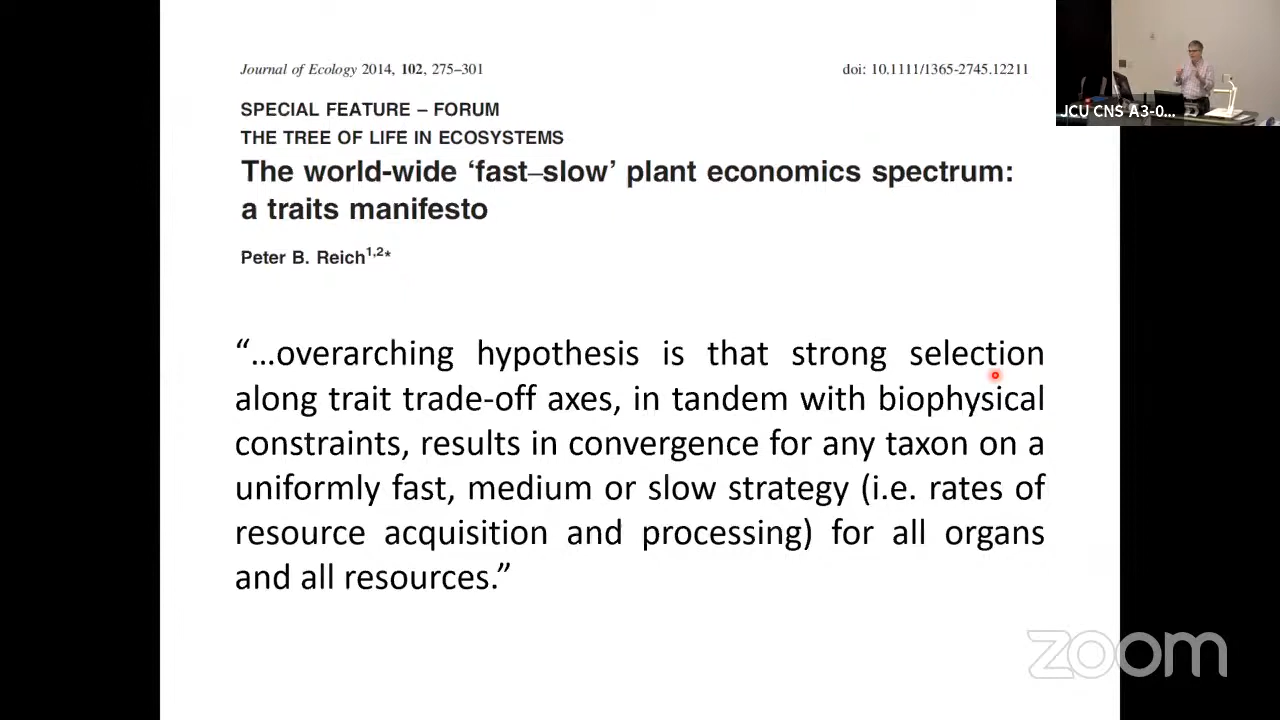 Journal of Ecology 2014, 102, 275–301
doi: 10.1111/1365-2745.12211
SPECIAL FEATURE – FORUM
THE TREE OF LIFE IN ECOSYSTEMS
The world-wide ‘fast–slow’ plant economics spectrum:
a traits manifesto
Peter B. Reich1,2*
“…overarching hypothesis is that strong selection
along trait trade-off axes, in tandem with biophysical
constraints, results in convergence for any taxon on a
uniformly fast, medium or slow strategy (i.e. rates of
resource acquisition and processing) for all organs
and all resources.”
JCU CNS A3-0...
zoom